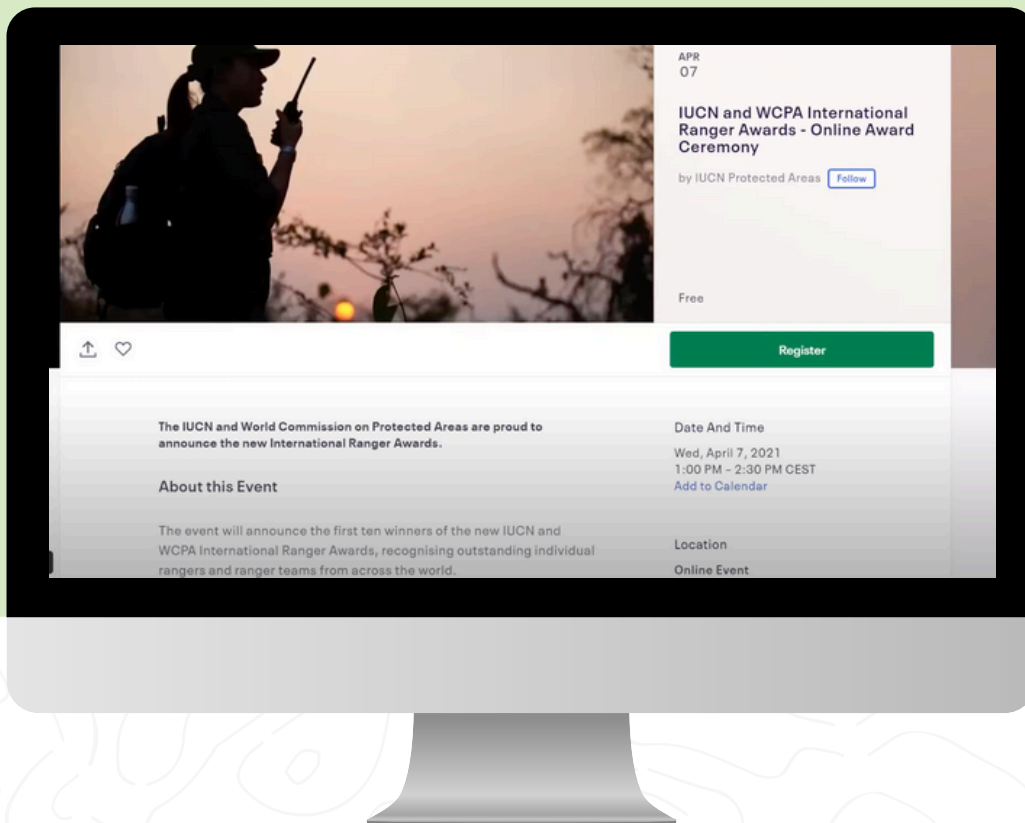 APR
07
IUCN and WCPA International
Ranger Awards - Online Award
Ceremony
by IUCN Protected Areas Follow
Free
Register
The IUCN and World Commission on Protected Areas are proud to
announce the new International Ranger Awards.
About this Event
The event will announce the first ten winners of the new IUCN and
WCPA International Ranger Awards, recognising outstanding individual
rangers and ranger teams from across the world.
Date And Time
Wed, April 7, 2021
1:00 PM – 2:30 PM CEST
Add to Calendar
Location
Online Event